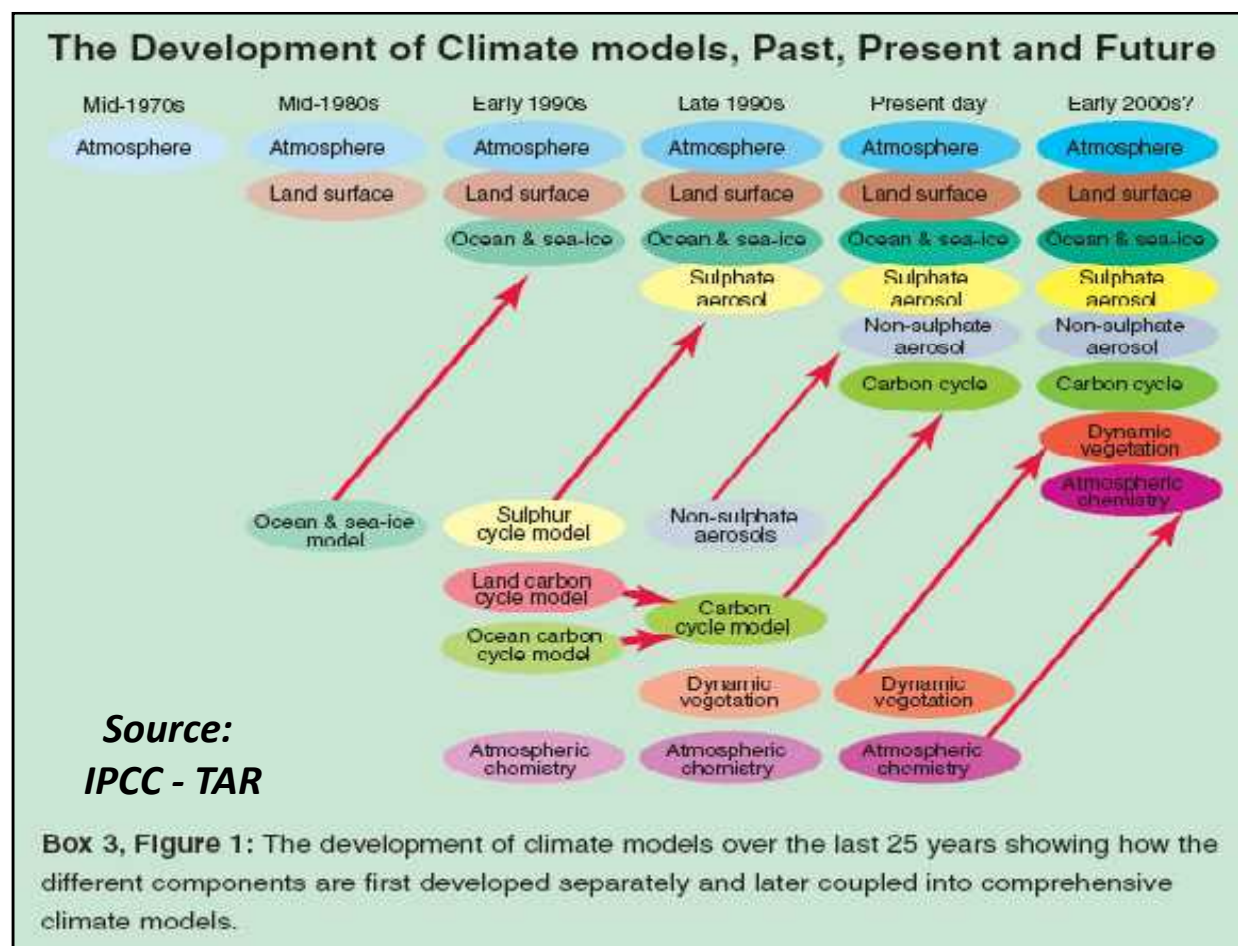 The Development of Climate models, Past, Present and Future
Mid-1970s Mid-1980s Early 1990s Late 1990s Present day Early 2000s?
Atmosphere Atmosphere Atmosphere Atmosphere Atmosphere Atmosphere
Land surface Land surface Land surface Land surface Land surface
Ocean & sea-ice Ocean & sea-ice Ocean & sea-ice Ocean & sea-ice
Sulphate aerosol Sulphate aerosol Sulphate aerosol
Non-sulphate aerosol Non-sulphate aerosol
Carbon cycle Carbon cycle
Dynamic vegetation
Atmospheric chemistry
Ocean & sea-ice model Sulphur cycle model Non-sulphate aerosols
Land carbon cycle model
Carbon cycle model
Ocean carbon cycle model
Dynamic vegetation Dynamic vegetation
Source:
IPCC - TAR
Atmospheric chemistry Atmospheric chemistry Atmospheric chemistry
Box 3, Figure 1: The development of climate models over the last 25 years showing how the
different components are first developed separately and later coupled into comprehensive
climate models.